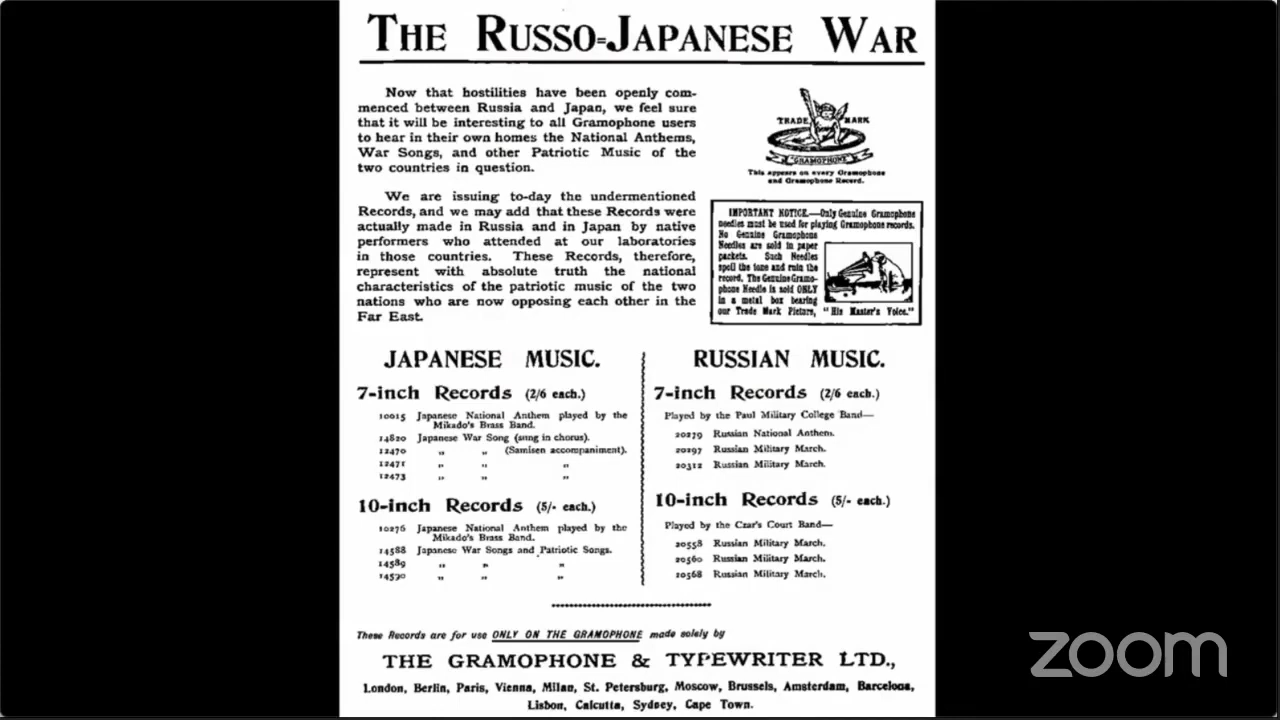 THE RUSSO=JAPANESE WAR
Now that hostilities have been openly com-
menced between Russia and Japan, we feel sure
that it will be interesting to all Gramophone users
to hear in their own homes the National Anthems,
War Songs, and other Patriotic Music of the
two countries in question.
We are issuing to-day the undermentioned
Records, and we may add that these Records were
actually made in Russia and in Japan by native
performers who attended at our laboratories
in those countries. These Records, therefore,
represent with absolute truth the national
characteristics of the patriotic music of the two
nations who are now opposing each other in the
Far East.
TRADE MARK
"GRAMOPHONE"
This appears on every Gramophone
and Gramophone Record.
IMPORTANT NOTICE.—Only Genuine Gramophone
needles must be used for playing Gramophone records.
No Genuine Gramophone
Needles are sold in paper
packets. Such Needles
spoil the tone and ruin the
record. The Genuine Gramo-
phone Needle is sold ONLY
in a metal box bearing
our Trade Mark Picture, "His Master's Voice."
JAPANESE MUSIC.
7-inch Records (2/6 each.)
10015 Japanese National Anthem played by the
Mikado's Brass Band.
14820 Japanese War Song (sung in chorus).
12470 „ „ (Samisen accompaniment).
12471 „ „ „
12473 „ „ „
10-inch Records (5/- each.)
10276 Japanese National Anthem played by the
Mikado's Brass Band.
14588 Japanese War Songs and Patriotic Songs.
14589 „ „ „
14590 „ „ „
RUSSIAN MUSIC.
7-inch Records (2/6 each.)
Played by the Paul Military College Band—
20279 Russian National Anthem.
20297 Russian Military March.
20312 Russian Military March.
10-inch Records (5/- each.)
Played by the Czar's Court Band—
20558 Russian Military March.
20560 Russian Military March.
20568 Russian Military March.
These Records are for use ONLY ON THE GRAMOPHONE made solely by
THE GRAMOPHONE & TYPEWRITER LTD.,
London, Berlin, Paris, Vienna, Milan, St. Petersburg, Moscow, Brussels, Amsterdam, Barcelona,
Lisbon, Calcutta, Sydney, Cape Town.
zoom